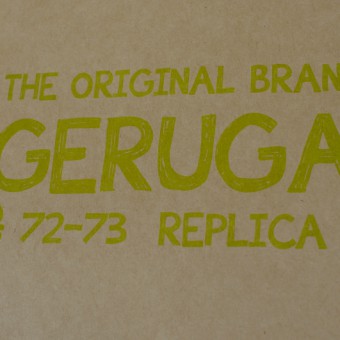 THE ORIGINAL BRAN
GERUGA
72-73 REPLICA